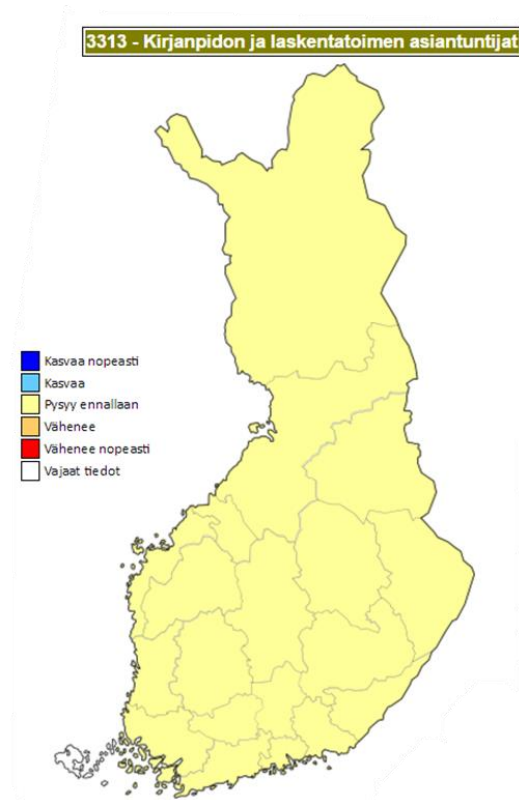 3313 - Kirjanpidon ja laskentatoimen asiantuntijat
Kasvaa nopeasti
Kasvaa
Pysyy ennallaan
Vähenee
Vähenee nopeasti
Vajaat tiedot